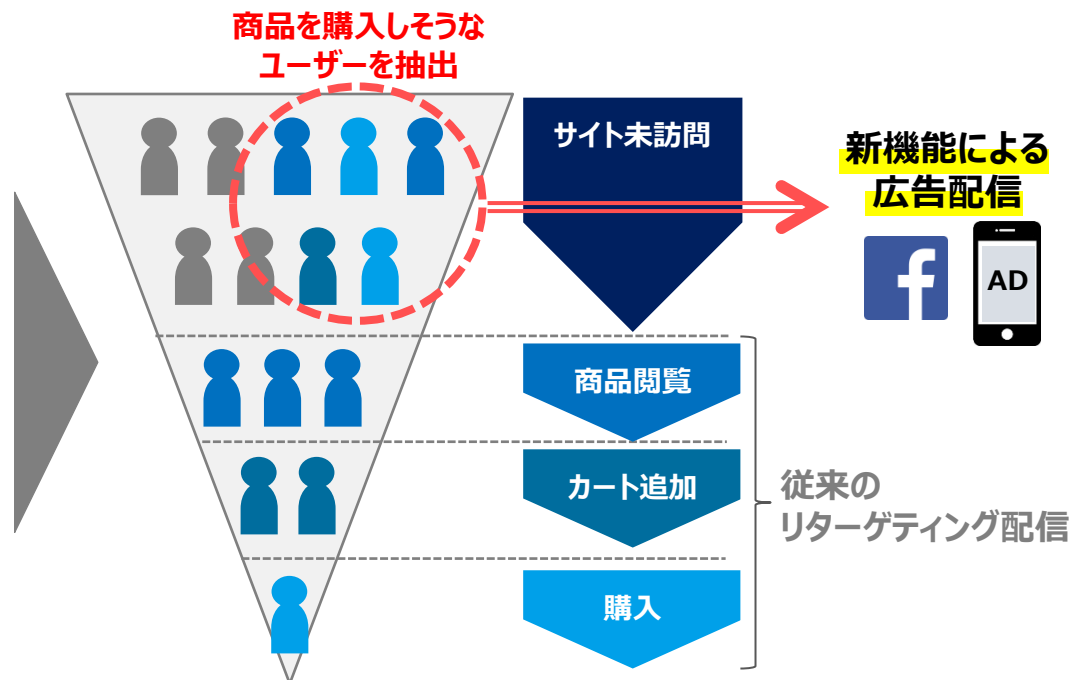 商品を購入しそうな
ユーザーを抽出
サイト未訪問
新機能による
広告配信
f
AD
商品閲覧
カート追加
従来の
リターゲティング配信
購入